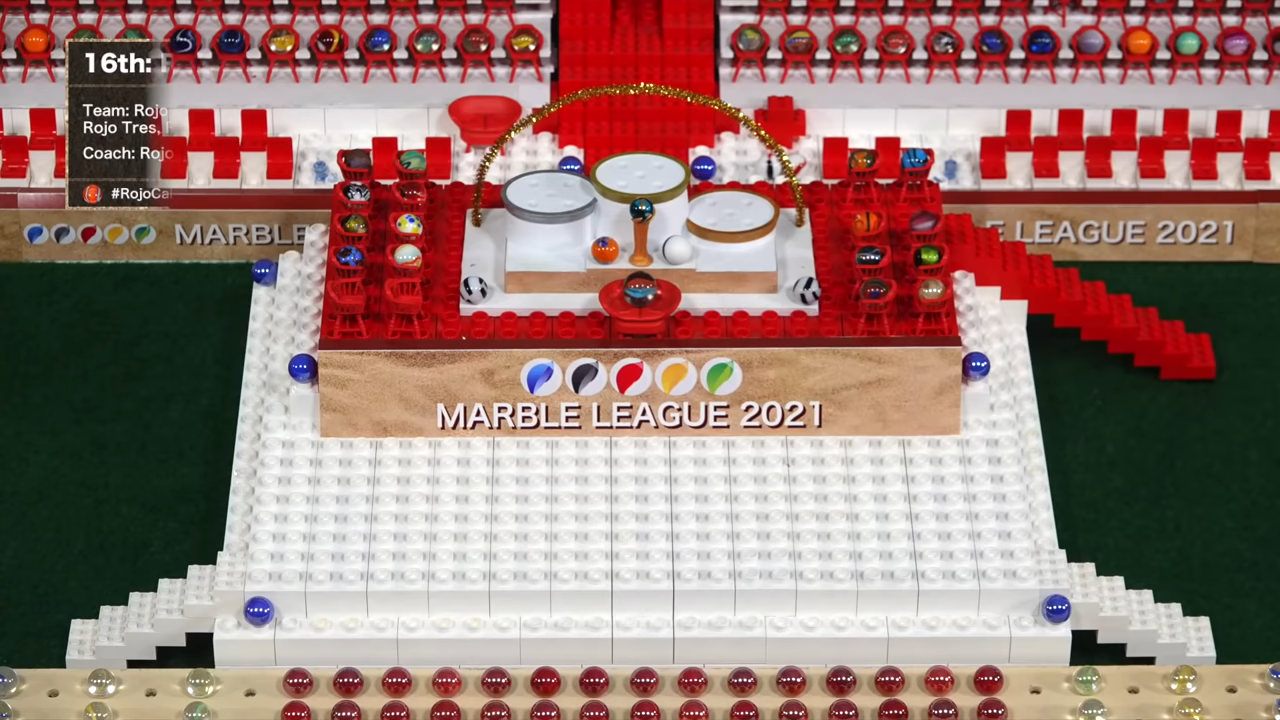 16th:
Team: Rojo
Rojo Tres,
Coach: Rojo
#RojoCa
MARBLE
E LEAGUE 2021
MARBLE LEAGUE 2021